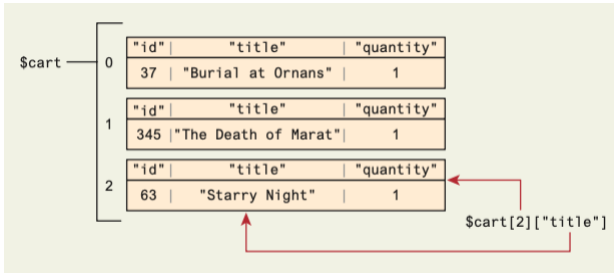 "id"| "title" | "quantity"
$cart 0
37 | "Burial at Ornans" | 1
"id"| "title" | "quantity"
1
345 |"The Death of Marat"| 1
"id"| "title" | "quantity"
2
63 | "Starry Night" | 1
$cart[2]["title"]